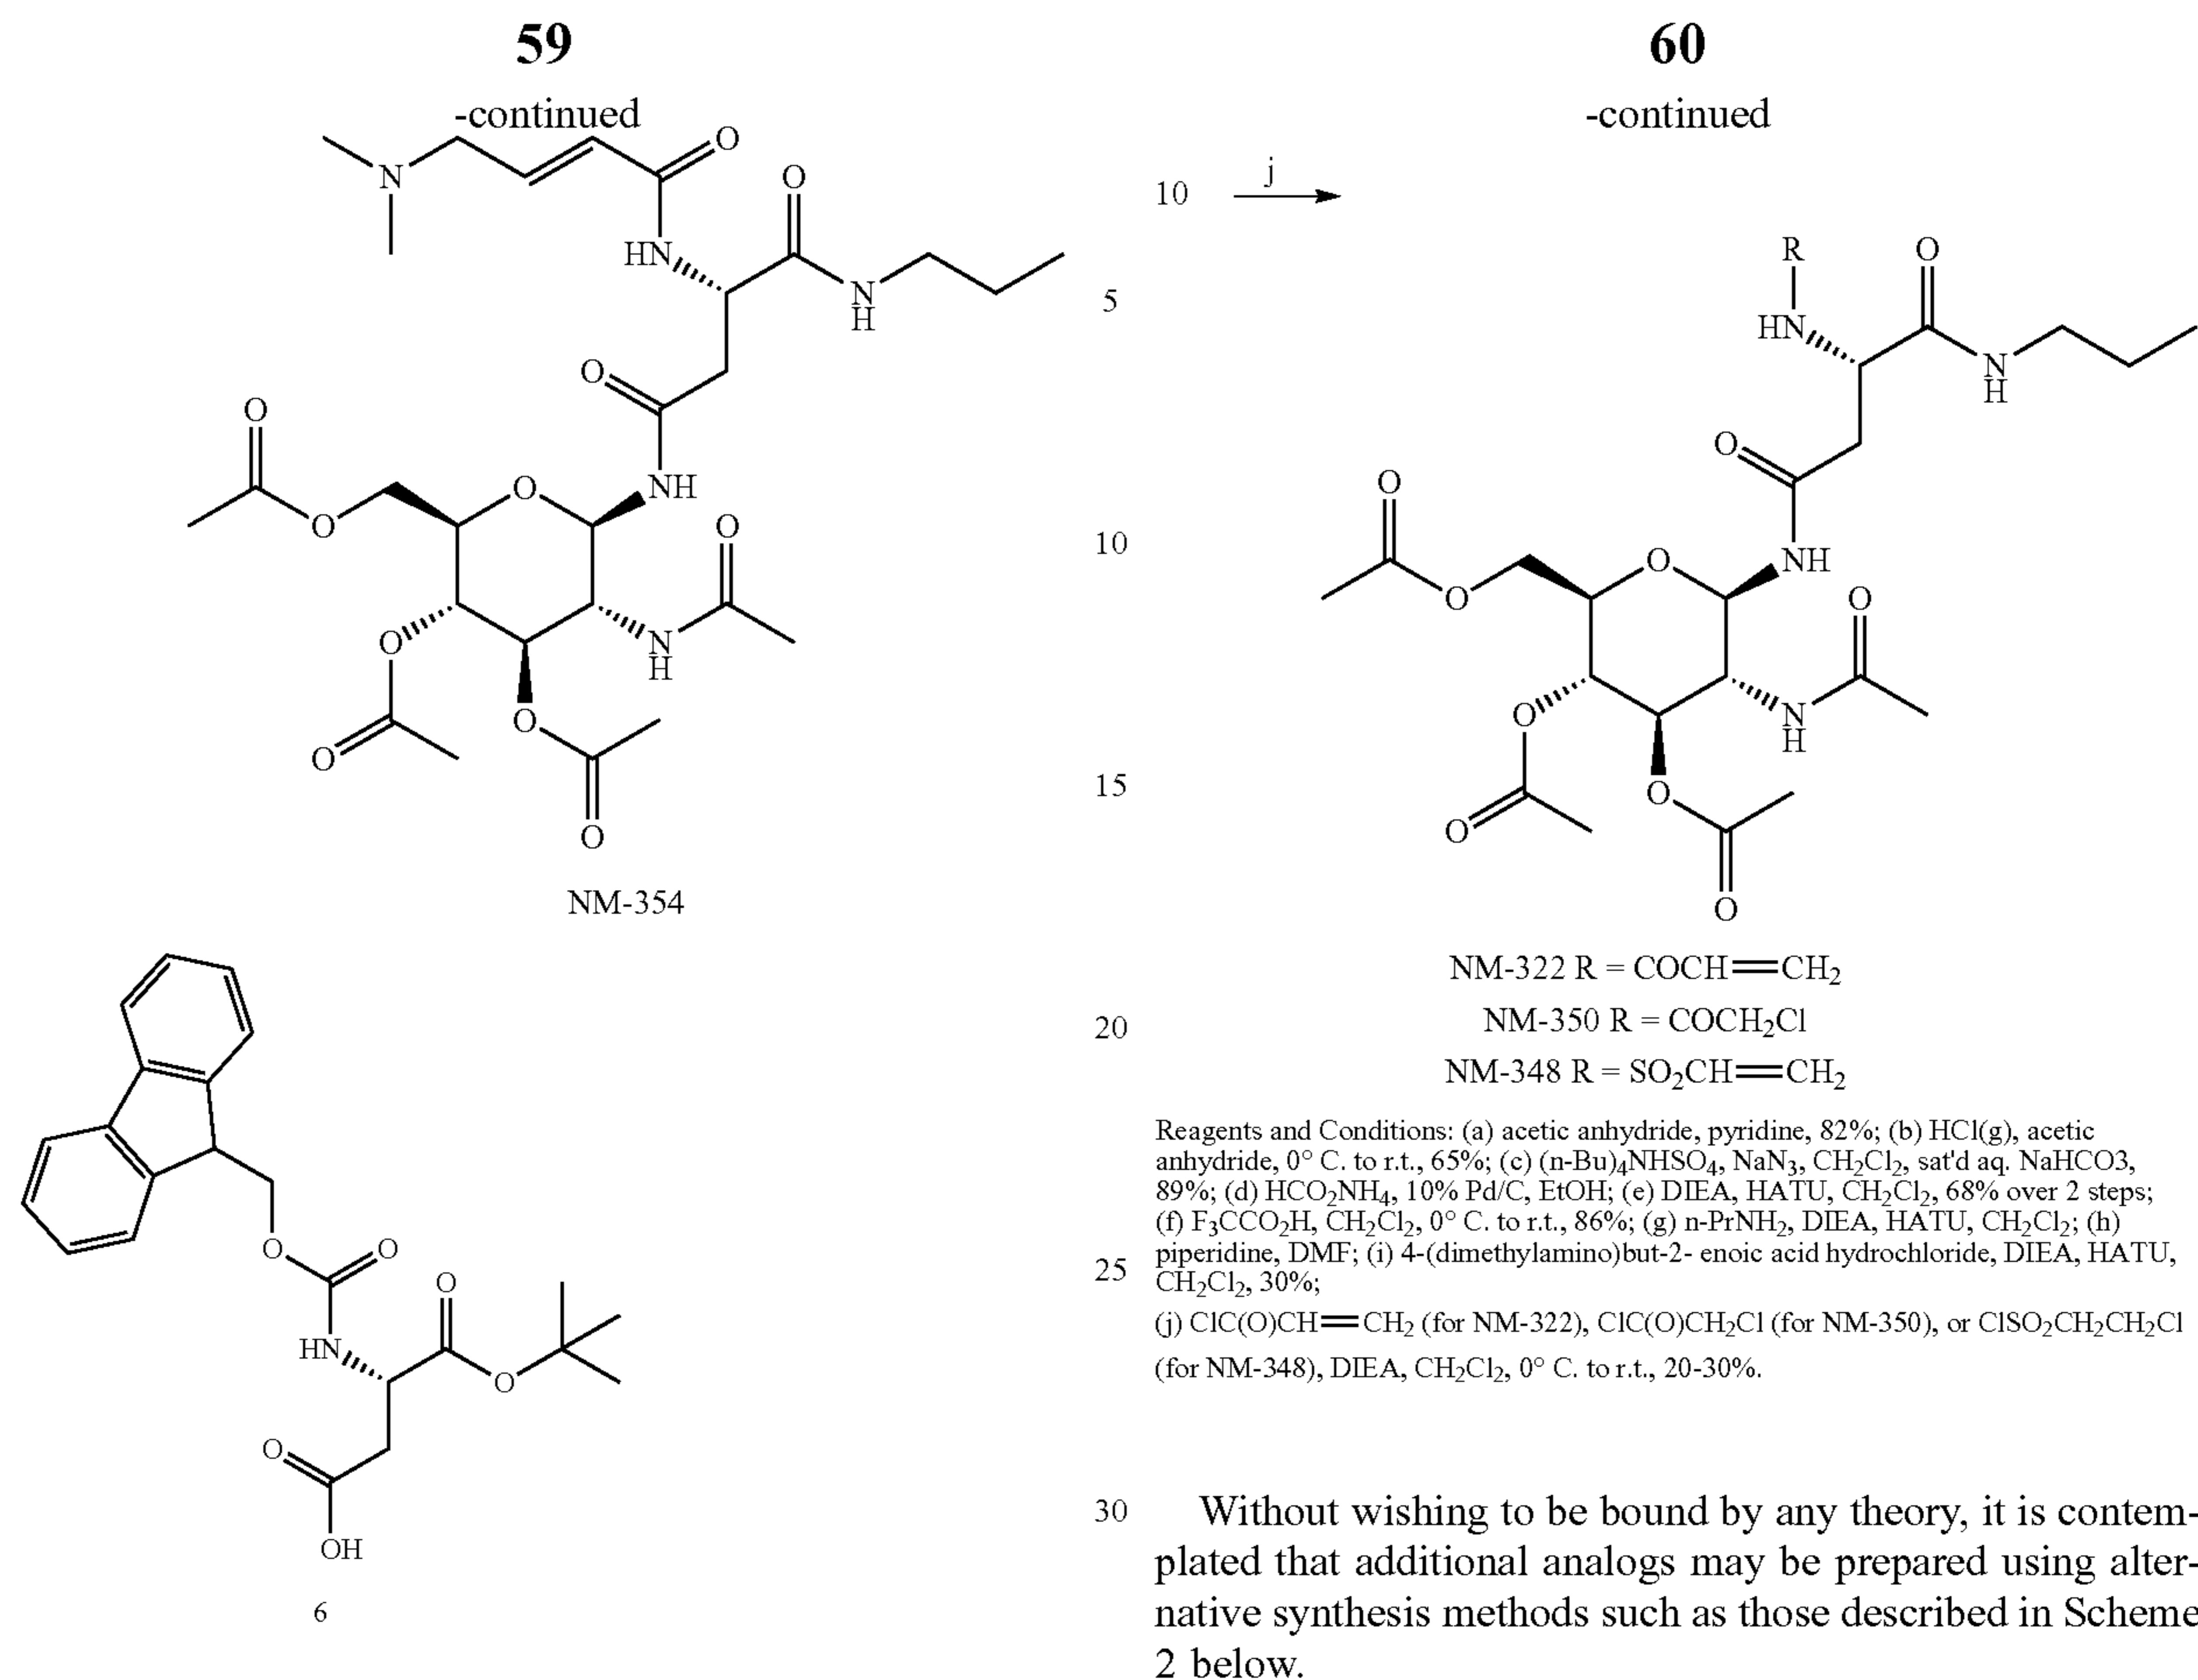 59
-continued
O
N
O
HN
N
H
O
O
O
NH
O
O
O
N
H
O
O
O
O
NM-354
O
O
HN
O
O
O
OH
6
60
-continued
10 j
R
O
HN
5
N
H
O
O
NH
10
O
O
O
O
N
H
15
O
O
O
NM-322 R = COCH=CH₂
20
NM-350 R = COCH₂Cl
NM-348 R = SO₂CH=CH₂
Reagents and Conditions: (a) acetic anhydride, pyridine, 82%; (b) HCl(g), acetic
anhydride, 0° C. to r.t., 65%; (c) (n-Bu)₄NHSO₄, NaN₃, CH₂Cl₂, sat'd aq. NaHCO3,
89%; (d) HCO₂NH₄, 10% Pd/C, EtOH; (e) DIEA, HATU, CH₂Cl₂, 68% over 2 steps;
(f) F₃CCO₂H, CH₂Cl₂, 0° C. to r.t., 86%; (g) n-PrNH₂, DIEA, HATU, CH₂Cl₂; (h)
piperidine, DMF; (i) 4-(dimethylamino)but-2- enoic acid hydrochloride, DIEA, HATU,
25
CH₂Cl₂, 30%;
(j) ClC(O)CH=CH₂ (for NM-322), ClC(O)CH₂Cl (for NM-350), or ClSO₂CH₂CH₂Cl
(for NM-348), DIEA, CH₂Cl₂, 0° C. to r.t., 20-30%.
30
Without wishing to be bound by any theory, it is contem-
plated that additional analogs may be prepared using alter-
native synthesis methods such as those described in Scheme
2 below.